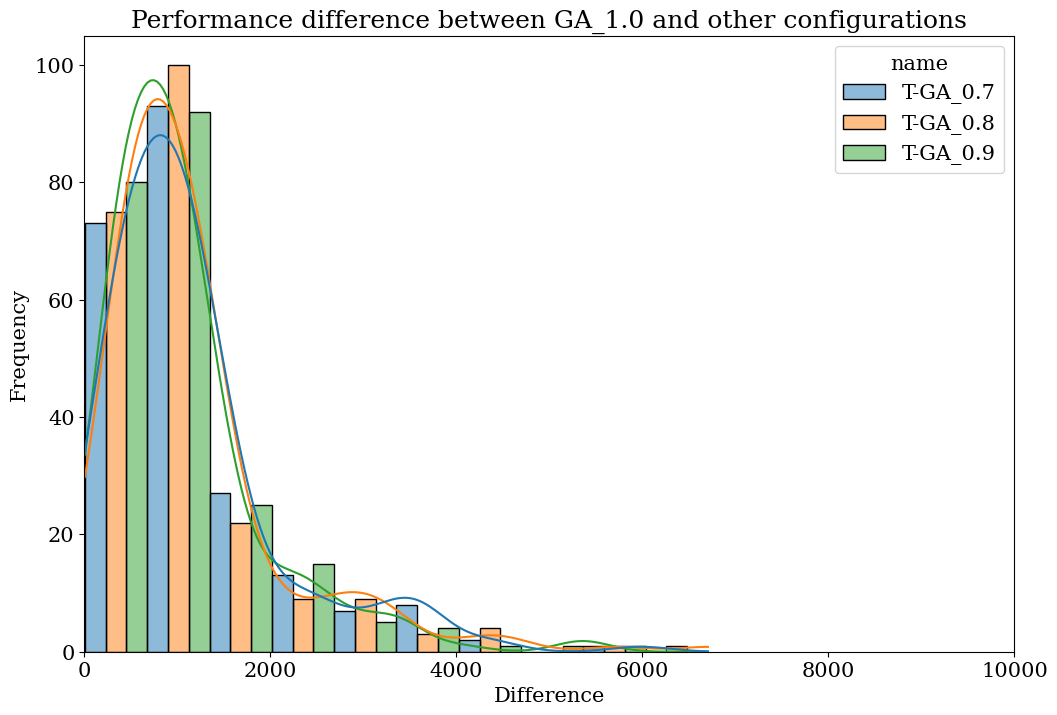 Performance difference between GA_1.0 and other configurations
name
T-GA_0.7
T-GA_0.8
T-GA_0.9
100
80
60
40
20
0
Frequency
0 2000 4000 6000 8000 10000
Difference